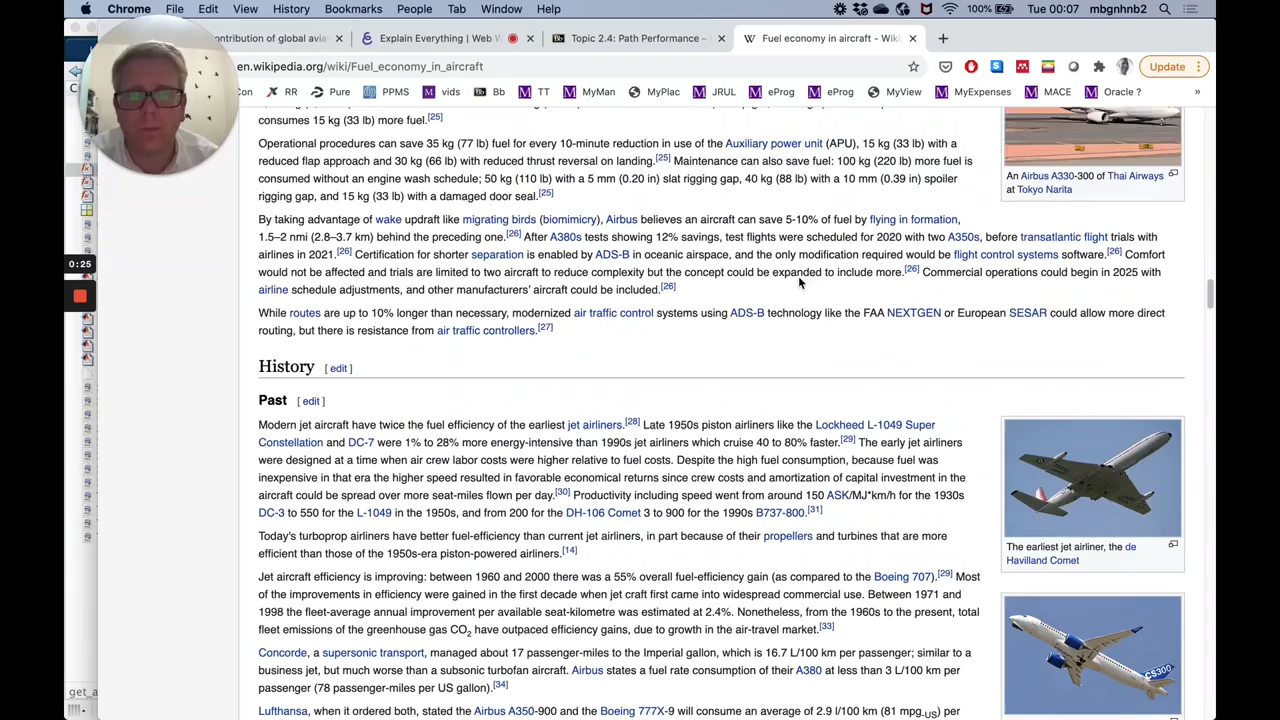 Chrome File Edit View History Bookmarks People Tab Window Help 100% Tue 00:07 mbgnhnb2
ontribution of global avia Explain Everything | Web Topic 2.4: Path Performance – Fuel economy in aircraft - Wiki
en.wikipedia.org/wiki/Fuel_economy_in_aircraft Update
Con RR Pure PPMS vids Bb TT MyMan MyPlac JRUL eProg eProg MyView MyExpenses MACE Oracle ? »
consumes 15 kg (33 lb) more fuel.[25]
Operational procedures can save 35 kg (77 lb) fuel for every 10-minute reduction in use of the Auxiliary power unit (APU), 15 kg (33 lb) with a
reduced flap approach and 30 kg (66 lb) with reduced thrust reversal on landing.[25] Maintenance can also save fuel: 100 kg (220 lb) more fuel is
consumed without an engine wash schedule; 50 kg (110 lb) with a 5 mm (0.20 in) slat rigging gap, 40 kg (88 lb) with a 10 mm (0.39 in) spoiler
rigging gap, and 15 kg (33 lb) with a damaged door seal.[25]
An Airbus A330-300 of Thai Airways
at Tokyo Narita
By taking advantage of wake updraft like migrating birds (biomimicry), Airbus believes an aircraft can save 5-10% of fuel by flying in formation,
1.5–2 nmi (2.8–3.7 km) behind the preceding one.[26] After A380s tests showing 12% savings, test flights were scheduled for 2020 with two A350s, before transatlantic flight trials with
airlines in 2021.[26] Certification for shorter separation is enabled by ADS-B in oceanic airspace, and the only modification required would be flight control systems software.[26] Comfort
would not be affected and trials are limited to two aircraft to reduce complexity but the concept could be expanded to include more.[26] Commercial operations could begin in 2025 with
airline schedule adjustments, and other manufacturers' aircraft could be included.[26]
0:25
While routes are up to 10% longer than necessary, modernized air traffic control systems using ADS-B technology like the FAA NEXTGEN or European SESAR could allow more direct
routing, but there is resistance from air traffic controllers.[27]
History [ edit ]
Past [ edit ]
Modern jet aircraft have twice the fuel efficiency of the earliest jet airliners.[28] Late 1950s piston airliners like the Lockheed L-1049 Super
Constellation and DC-7 were 1% to 28% more energy-intensive than 1990s jet airliners which cruise 40 to 80% faster.[29] The early jet airliners
were designed at a time when air crew labor costs were higher relative to fuel costs. Despite the high fuel consumption, because fuel was
inexpensive in that era the higher speed resulted in favorable economical returns since crew costs and amortization of capital investment in the
aircraft could be spread over more seat-miles flown per day.[30] Productivity including speed went from around 150 ASK/MJ*km/h for the 1930s
DC-3 to 550 for the L-1049 in the 1950s, and from 200 for the DH-106 Comet 3 to 900 for the 1990s B737-800.[31]
The earliest jet airliner, the de
Havilland Comet
Today's turboprop airliners have better fuel-efficiency than current jet airliners, in part because of their propellers and turbines that are more
efficient than those of the 1950s-era piston-powered airliners.[14]
Jet aircraft efficiency is improving: between 1960 and 2000 there was a 55% overall fuel-efficiency gain (as compared to the Boeing 707).[29] Most
of the improvements in efficiency were gained in the first decade when jet craft first came into widespread commercial use. Between 1971 and
1998 the fleet-average annual improvement per available seat-kilometre was estimated at 2.4%. Nonetheless, from the 1960s to the present, total
fleet emissions of the greenhouse gas CO2 have outpaced efficiency gains, due to growth in the air-travel market.[33]
Concorde, a supersonic transport, managed about 17 passenger-miles to the Imperial gallon, which is 16.7 L/100 km per passenger; similar to a
business jet, but much worse than a subsonic turbofan aircraft. Airbus states a fuel rate consumption of their A380 at less than 3 L/100 km per
passenger (78 passenger-miles per US gallon).[34]
CS300
Lufthansa, when it ordered both, stated the Airbus A350-900 and the Boeing 777X-9 will consume an average of 2.9 l/100 km (81 mpg-US) per
get_a